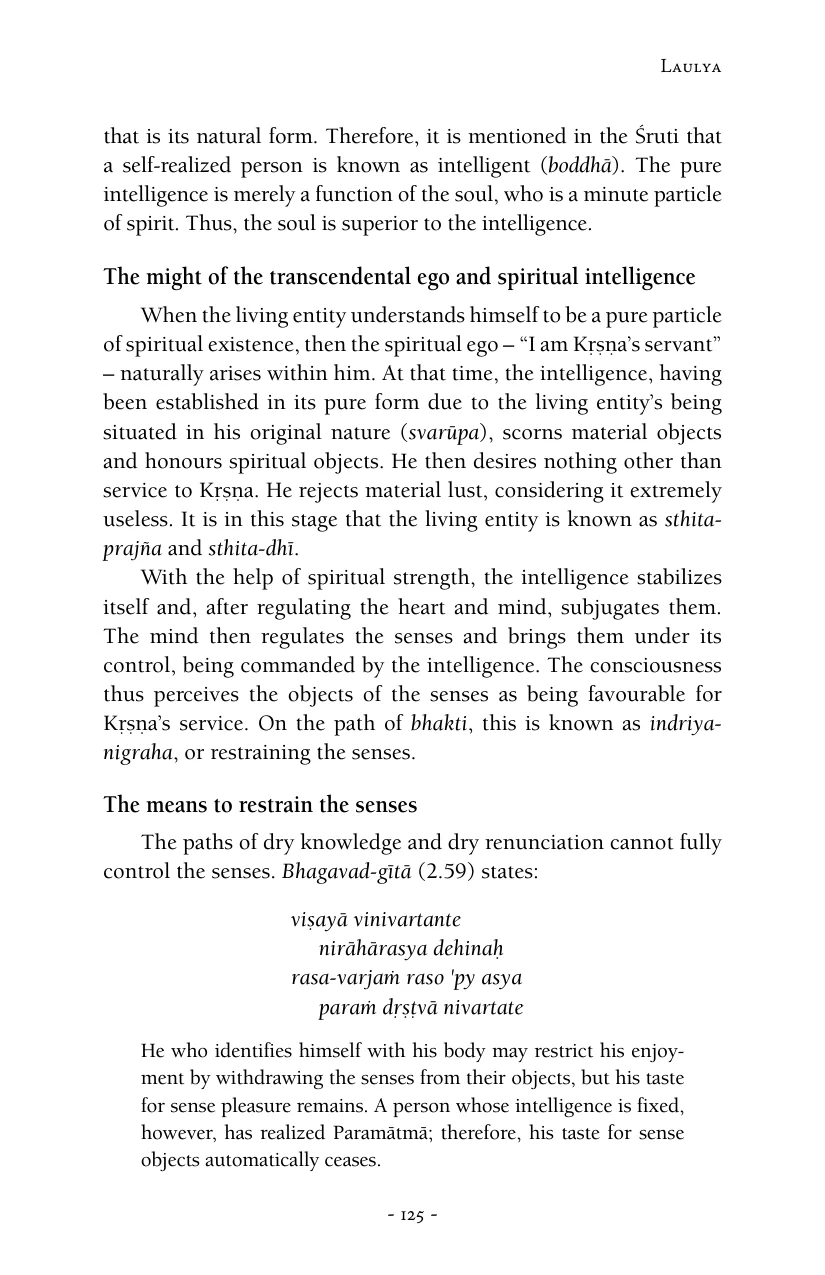 Laulya
that is its natural form. Therefore, it is mentioned in the Śruti that
a self-realized person is known as intelligent (boddhā). The pure
intelligence is merely a function of the soul, who is a minute particle
of spirit. Thus, the soul is superior to the intelligence.
The might of the transcendental ego and spiritual intelligence
When the living entity understands himself to be a pure particle
of spiritual existence, then the spiritual ego – “I am Kṛṣṇa’s servant”
– naturally arises within him. At that time, the intelligence, having
been established in its pure form due to the living entity’s being
situated in his original nature (svarūpa), scorns material objects
and honours spiritual objects. He then desires nothing other than
service to Kṛṣṇa. He rejects material lust, considering it extremely
useless. It is in this stage that the living entity is known as sthita-
prajña and sthita-dhī.
With the help of spiritual strength, the intelligence stabilizes
itself and, after regulating the heart and mind, subjugates them.
The mind then regulates the senses and brings them under its
control, being commanded by the intelligence. The consciousness
thus perceives the objects of the senses as being favourable for
Kṛṣṇa’s service. On the path of bhakti, this is known as indriya-
nigraha, or restraining the senses.
The means to restrain the senses
The paths of dry knowledge and dry renunciation cannot fully
control the senses. Bhagavad-gītā (2.59) states:
viṣayā vinivartante
nirāhārasya dehinaḥ
rasa-varjaṁ raso 'py asya
paraṁ dṛṣṭvā nivartate
He who identifies himself with his body may restrict his enjoy-
ment by withdrawing the senses from their objects, but his taste
for sense pleasure remains. A person whose intelligence is fixed,
however, has realized Paramātmā; therefore, his taste for sense
objects automatically ceases.
- 125 -